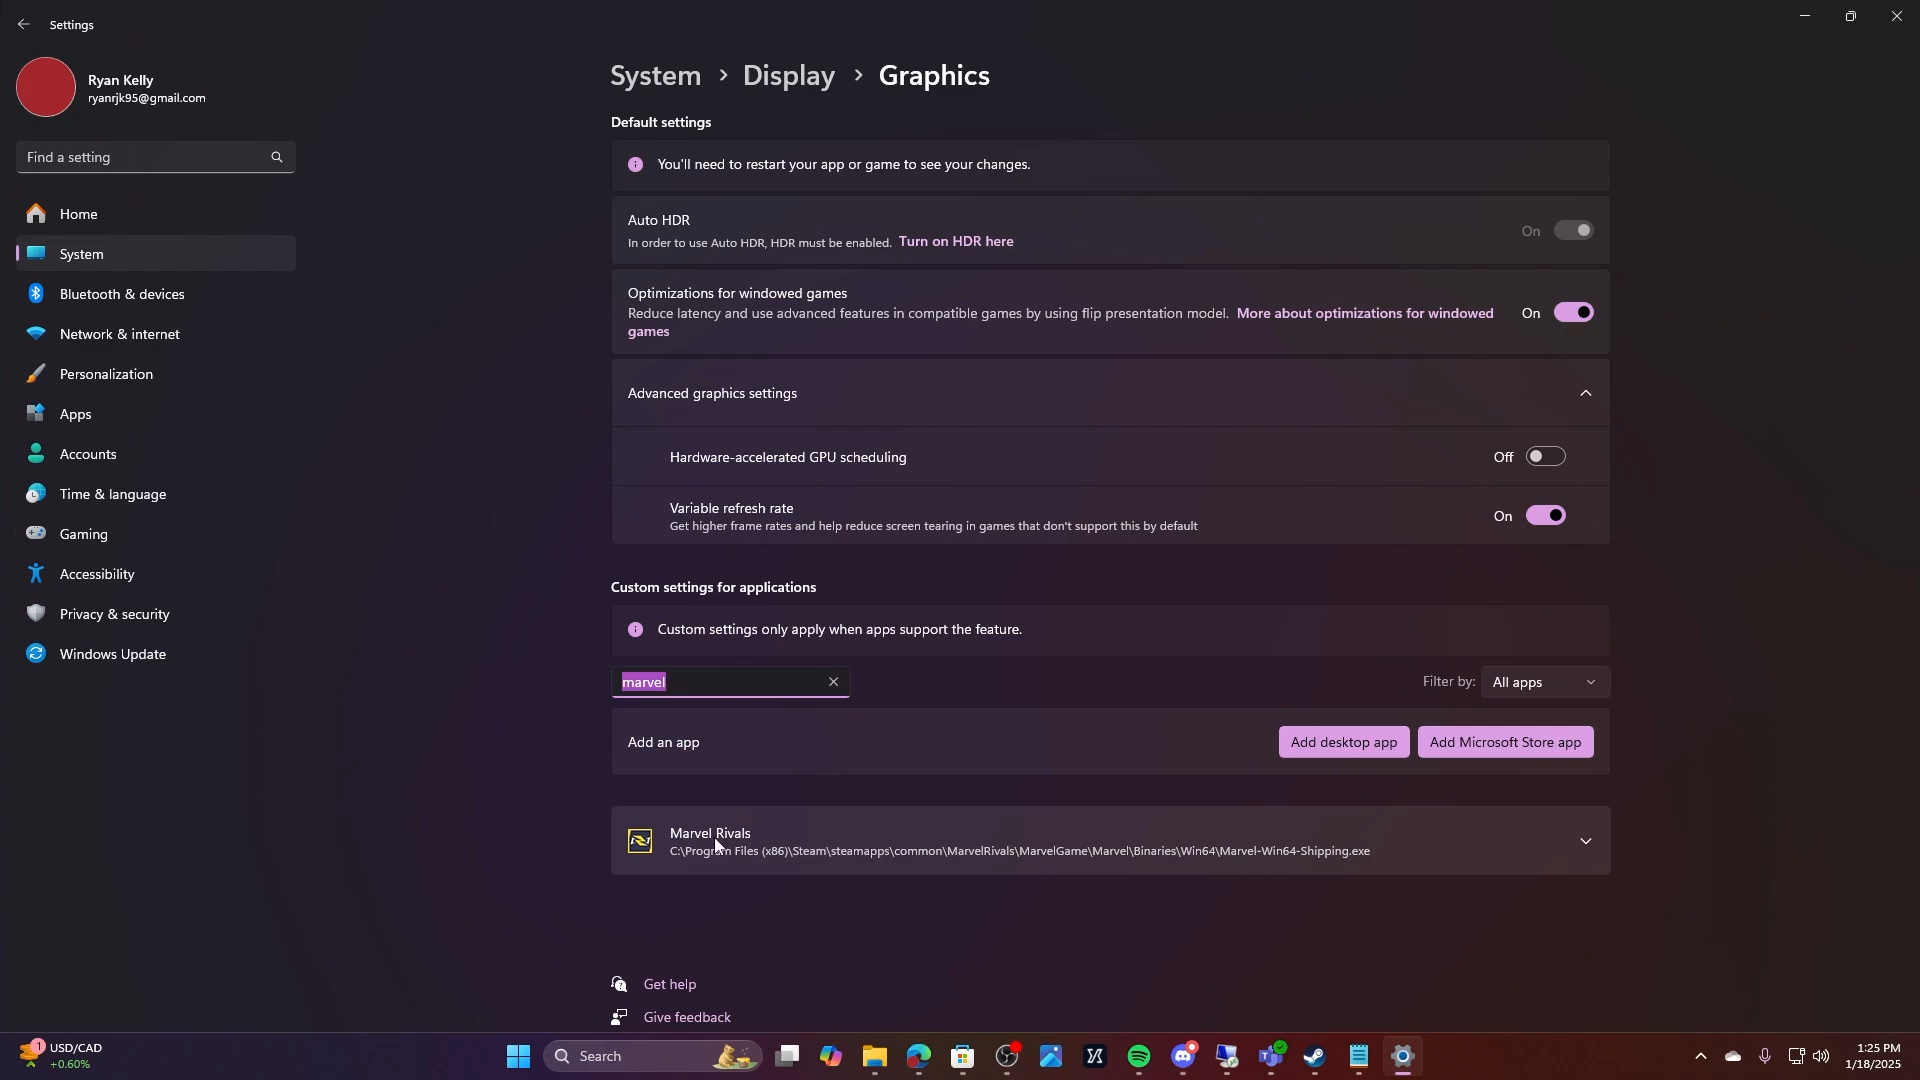 Settings
Ryan Kelly
ryanrjk95@gmail.com
Find a setting
Home
System
Bluetooth & devices
Network & internet
Personalization
Apps
Accounts
Time & language
Gaming
Accessibility
Privacy & security
Windows Update
System > Display > Graphics
Default settings
You'll need to restart your app or game to see your changes.
Auto HDR
In order to use Auto HDR, HDR must be enabled. Turn on HDR here
On
Optimizations for windowed games
Reduce latency and use advanced features in compatible games by using flip presentation model. More about optimizations for windowed
games
On
Advanced graphics settings
Hardware-accelerated GPU scheduling
Off
Variable refresh rate
Get higher frame rates and help reduce screen tearing in games that don't support this by default
On
Custom settings for applications
Custom settings only apply when apps support the feature.
marvel
Filter by: All apps
Add an app
Add desktop app
Add Microsoft Store app
Marvel Rivals
C:\Program Files (x86)\Steam\steamapps\common\MarvelRivals\MarvelGame\Marvel\Binaries\Win64\Marvel-Win64-Shipping.exe
Get help
Give feedback
1
USD/CAD
+0.60%
Search
1:25 PM
1/18/2025